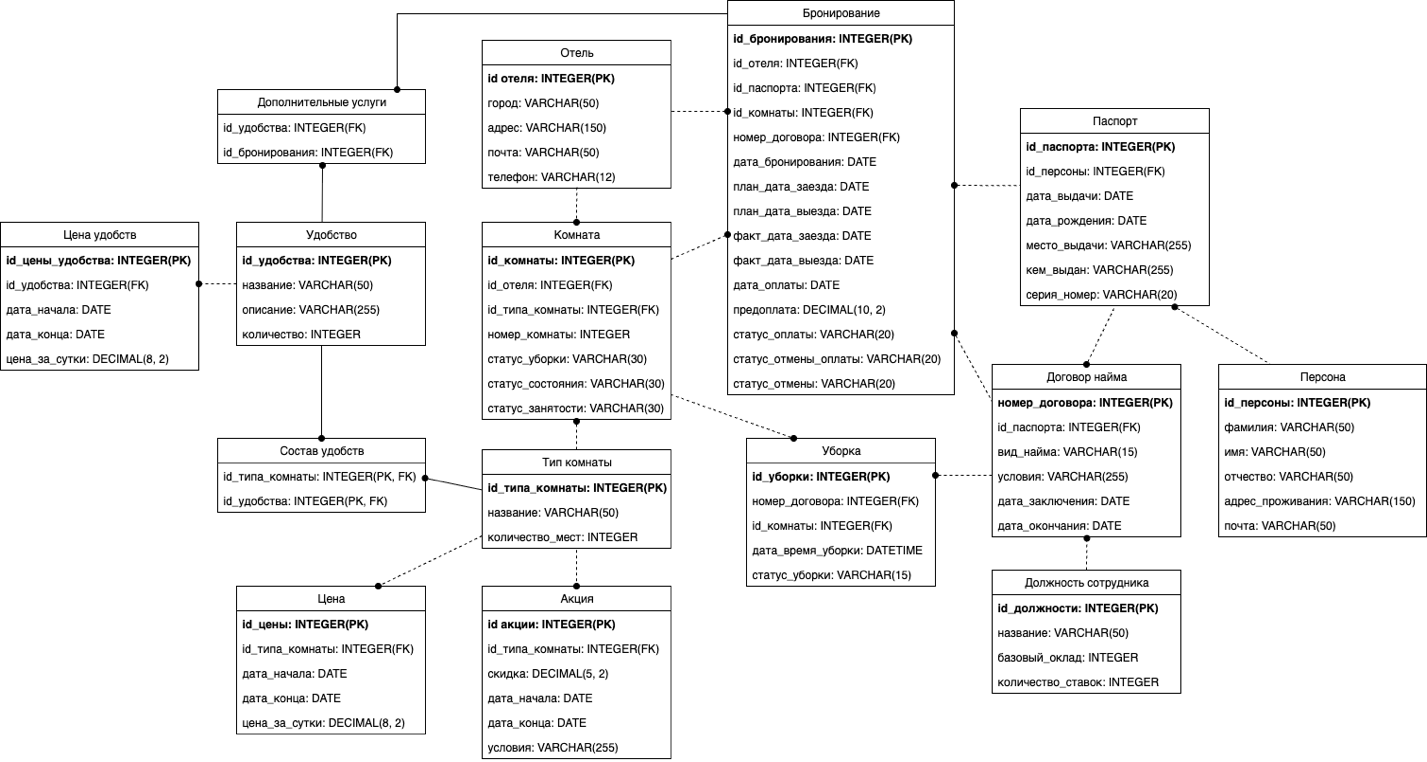 Бронирование
id_бронирования: INTEGER(PK)
id_отеля: INTEGER(FK)
id_паспорта: INTEGER(FK)
id_комнаты: INTEGER(FK)
номер_договора: INTEGER(FK)
дата_бронирования: DATE
план_дата_заезда: DATE
план_дата_выезда: DATE
факт_дата_заезда: DATE
факт_дата_выезда: DATE
дата_оплаты: DATE
предоплата: DECIMAL(10, 2)
статус_оплаты: VARCHAR(20)
статус_отмены_оплаты: VARCHAR(20)
статус_отмены: VARCHAR(20)
Отель
id отеля: INTEGER(PK)
город: VARCHAR(50)
адрес: VARCHAR(150)
почта: VARCHAR(50)
телефон: VARCHAR(12)
Дополнительные услуги
id_удобства: INTEGER(FK)
id_бронирования: INTEGER(FK)
Паспорт
id_паспорта: INTEGER(PK)
id_персоны: INTEGER(FK)
дата_выдачи: DATE
дата_рождения: DATE
место_выдачи: VARCHAR(255)
кем_выдан: VARCHAR(255)
серия_номер: VARCHAR(20)
Цена удобств
id_цены_удобства: INTEGER(PK)
id_удобства: INTEGER(FK)
дата_начала: DATE
дата_конца: DATE
цена_за_сутки: DECIMAL(8, 2)
Удобство
id_удобства: INTEGER(PK)
название: VARCHAR(50)
описание: VARCHAR(255)
количество: INTEGER
Комната
id_комнаты: INTEGER(PK)
id_отеля: INTEGER(FK)
id_типа_комнаты: INTEGER(FK)
номер_комнаты: INTEGER
статус_уборки: VARCHAR(30)
статус_состояния: VARCHAR(30)
статус_занятости: VARCHAR(30)
Договор найма
номер_договора: INTEGER(PK)
id_паспорта: INTEGER(FK)
вид_найма: VARCHAR(15)
условия: VARCHAR(255)
дата_заключения: DATE
дата_окончания: DATE
Персона
id_персоны: INTEGER(PK)
фамилия: VARCHAR(50)
имя: VARCHAR(50)
отчество: VARCHAR(50)
адрес_проживания: VARCHAR(150)
почта: VARCHAR(50)
Состав удобств
id_типа_комнаты: INTEGER(PK, FK)
id_удобства: INTEGER(PK, FK)
Тип комнаты
id_типа_комнаты: INTEGER(PK)
название: VARCHAR(50)
количество_мест: INTEGER
Уборка
id_уборки: INTEGER(PK)
номер_договора: INTEGER(FK)
id_комнаты: INTEGER(FK)
дата_время_уборки: DATETIME
статус_уборки: VARCHAR(15)
Цена
id_цены: INTEGER(PK)
id_типа_комнаты: INTEGER(FK)
дата_начала: DATE
дата_конца: DATE
цена_за_сутки: DECIMAL(8, 2)
Акция
id акции: INTEGER(PK)
id_типа_комнаты: INTEGER(FK)
скидка: DECIMAL(5, 2)
дата_начала: DATE
дата_конца: DATE
условия: VARCHAR(255)
Должность сотрудника
id_должности: INTEGER(PK)
название: VARCHAR(50)
базовый_оклад: INTEGER
количество_ставок: INTEGER